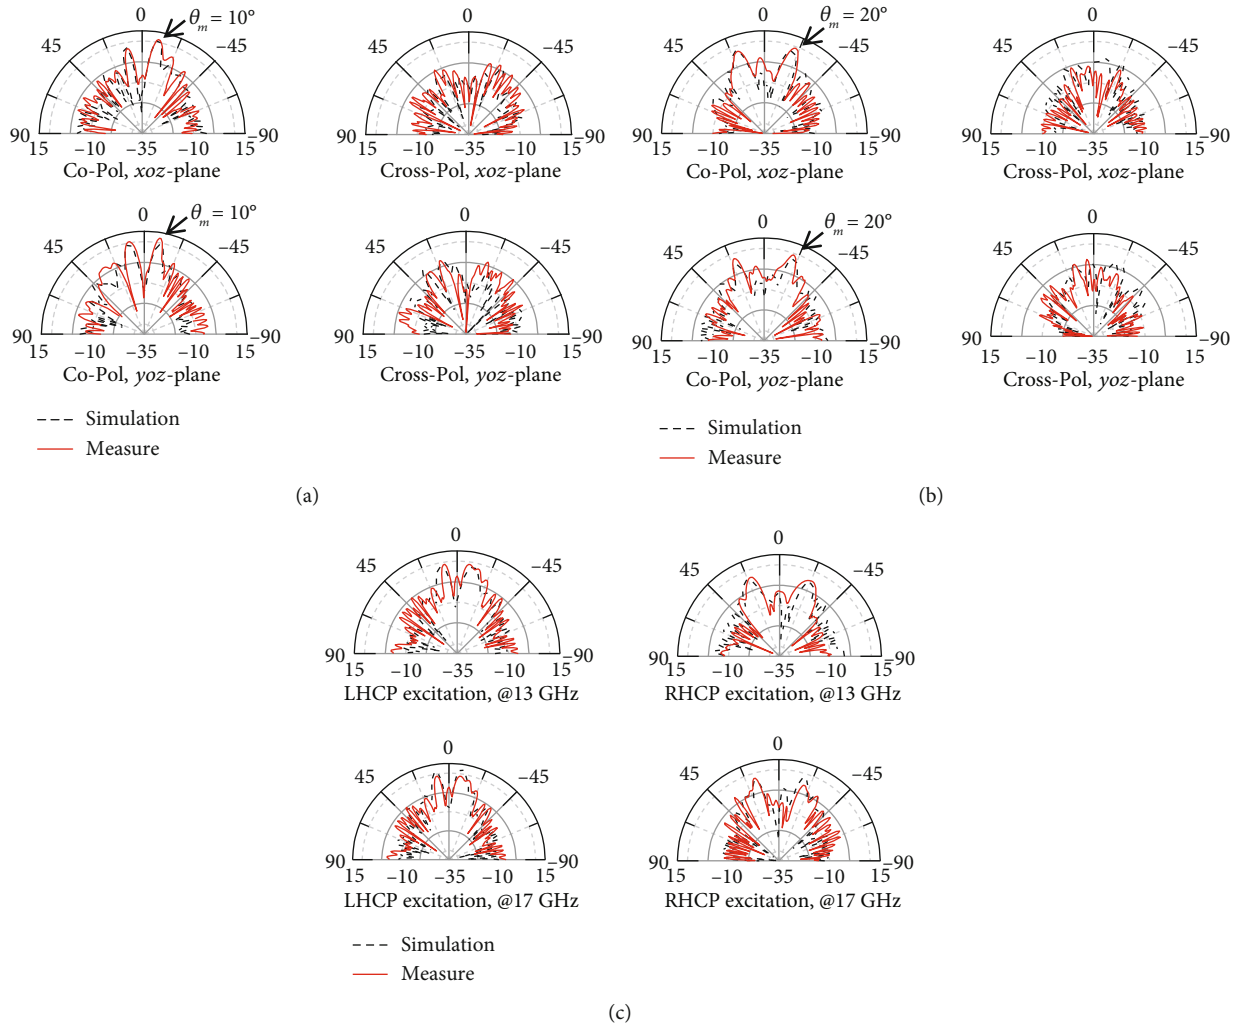 0
θm = 10°
45
−45
90
−90
15 −10 −35 −10 15
Co-Pol, xoz-plane
0
45
−45
90
−90
15 −10 −35 −10 15
Cross-Pol, xoz-plane
0
θm = 20°
45
−45
90
−90
15 −10 −35 −10 15
Co-Pol, xoz-plane
0
45
−45
90
−90
15 −10 −35 −10 15
Cross-Pol, xoz-plane
0
θm = 10°
45
−45
90
−90
15 −10 −35 −10 15
Co-Pol, yoz-plane
0
45
−45
90
−90
15 −10 −35 −10 15
Cross-Pol, yoz-plane
0
θm = 20°
45
−45
90
−90
15 −10 −35 −10 15
Co-Pol, yoz-plane
0
45
−45
90
−90
15 −10 −35 −10 15
Cross-Pol, yoz-plane
Simulation
Measure
Simulation
Measure
(a)
(b)
0
45
−45
90
−90
15 −10 −35 −10 15
LHCP excitation, @13 GHz
0
45
−45
90
−90
15 −10 −35 −10 15
RHCP excitation, @13 GHz
0
45
−45
90
−90
15 −10 −35 −10 15
LHCP excitation, @17 GHz
0
45
−45
90
−90
15 −10 −35 −10 15
RHCP excitation, @17 GHz
Simulation
Measure
(c)